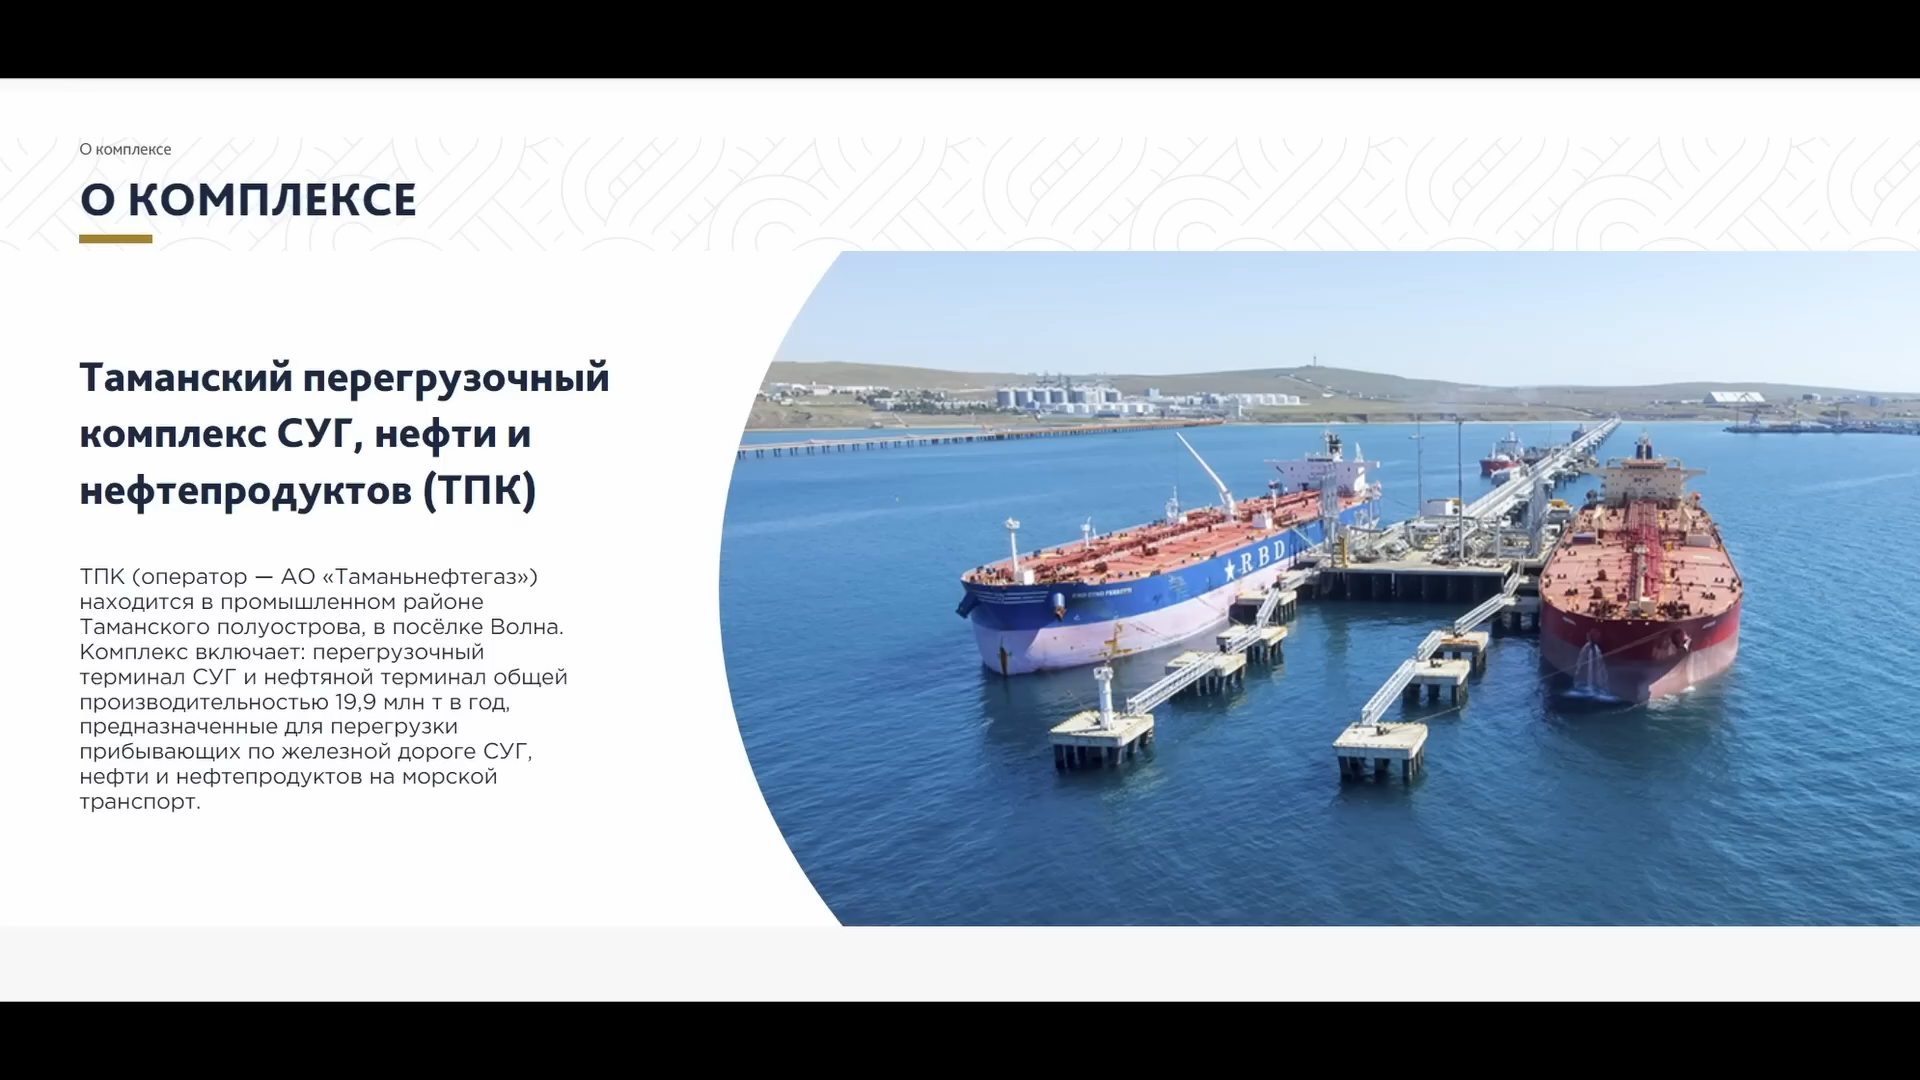 О комплексе
О КОМПЛЕКСЕ
Таманский перегрузочный
комплекс СУГ, нефти и
нефтепродуктов (ТПК)
ТПК (оператор — АО «Таманьнефтегаз»)
находится в промышленном районе
Таманского полуострова, в посёлке Волна.
Комплекс включает: перегрузочный
терминал СУГ и нефтяной терминал общей
производительностью 19,9 млн т в год,
предназначенные для перегрузки
прибывающих по железной дороге СУГ,
нефти и нефтепродуктов на морской
транспорт.
RBD